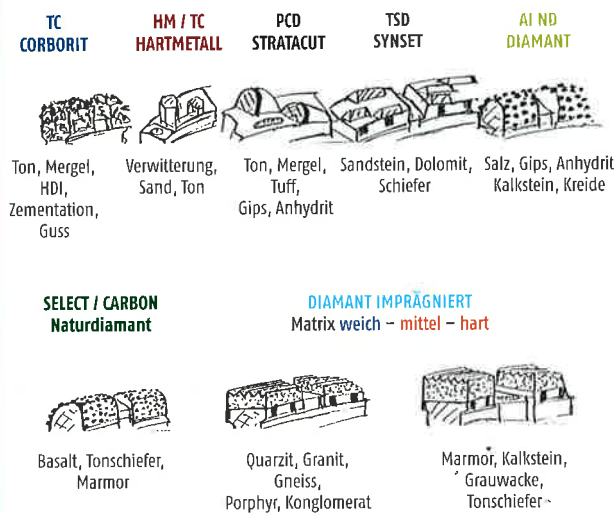 TC
CORBORIT
HM / TC
HARTMETALL
PCD
STRATACUT
TSD
SYNSET
AI ND
DIAMANT
Ton, Mergel,
HDI,
Zementation,
Guss
Verwitterung,
Sand, Ton
Ton, Mergel,
Tuff,
Gips, Anhydrit
Sandstein, Dolomit,
Schiefer
Salz, Gips, Anhydrit
Kalkstein, Kreide
SELECT / CARBON
Naturdiamant
DIAMANT IMPRÄGNIERT
Matrix weich – mittel – hart
Basalt, Tonschiefer,
Marmor
Quarzit, Granit,
Gneiss,
Porphyr, Konglomerat
Marmor, Kalkstein,
Grauwacke,
Tonschiefer